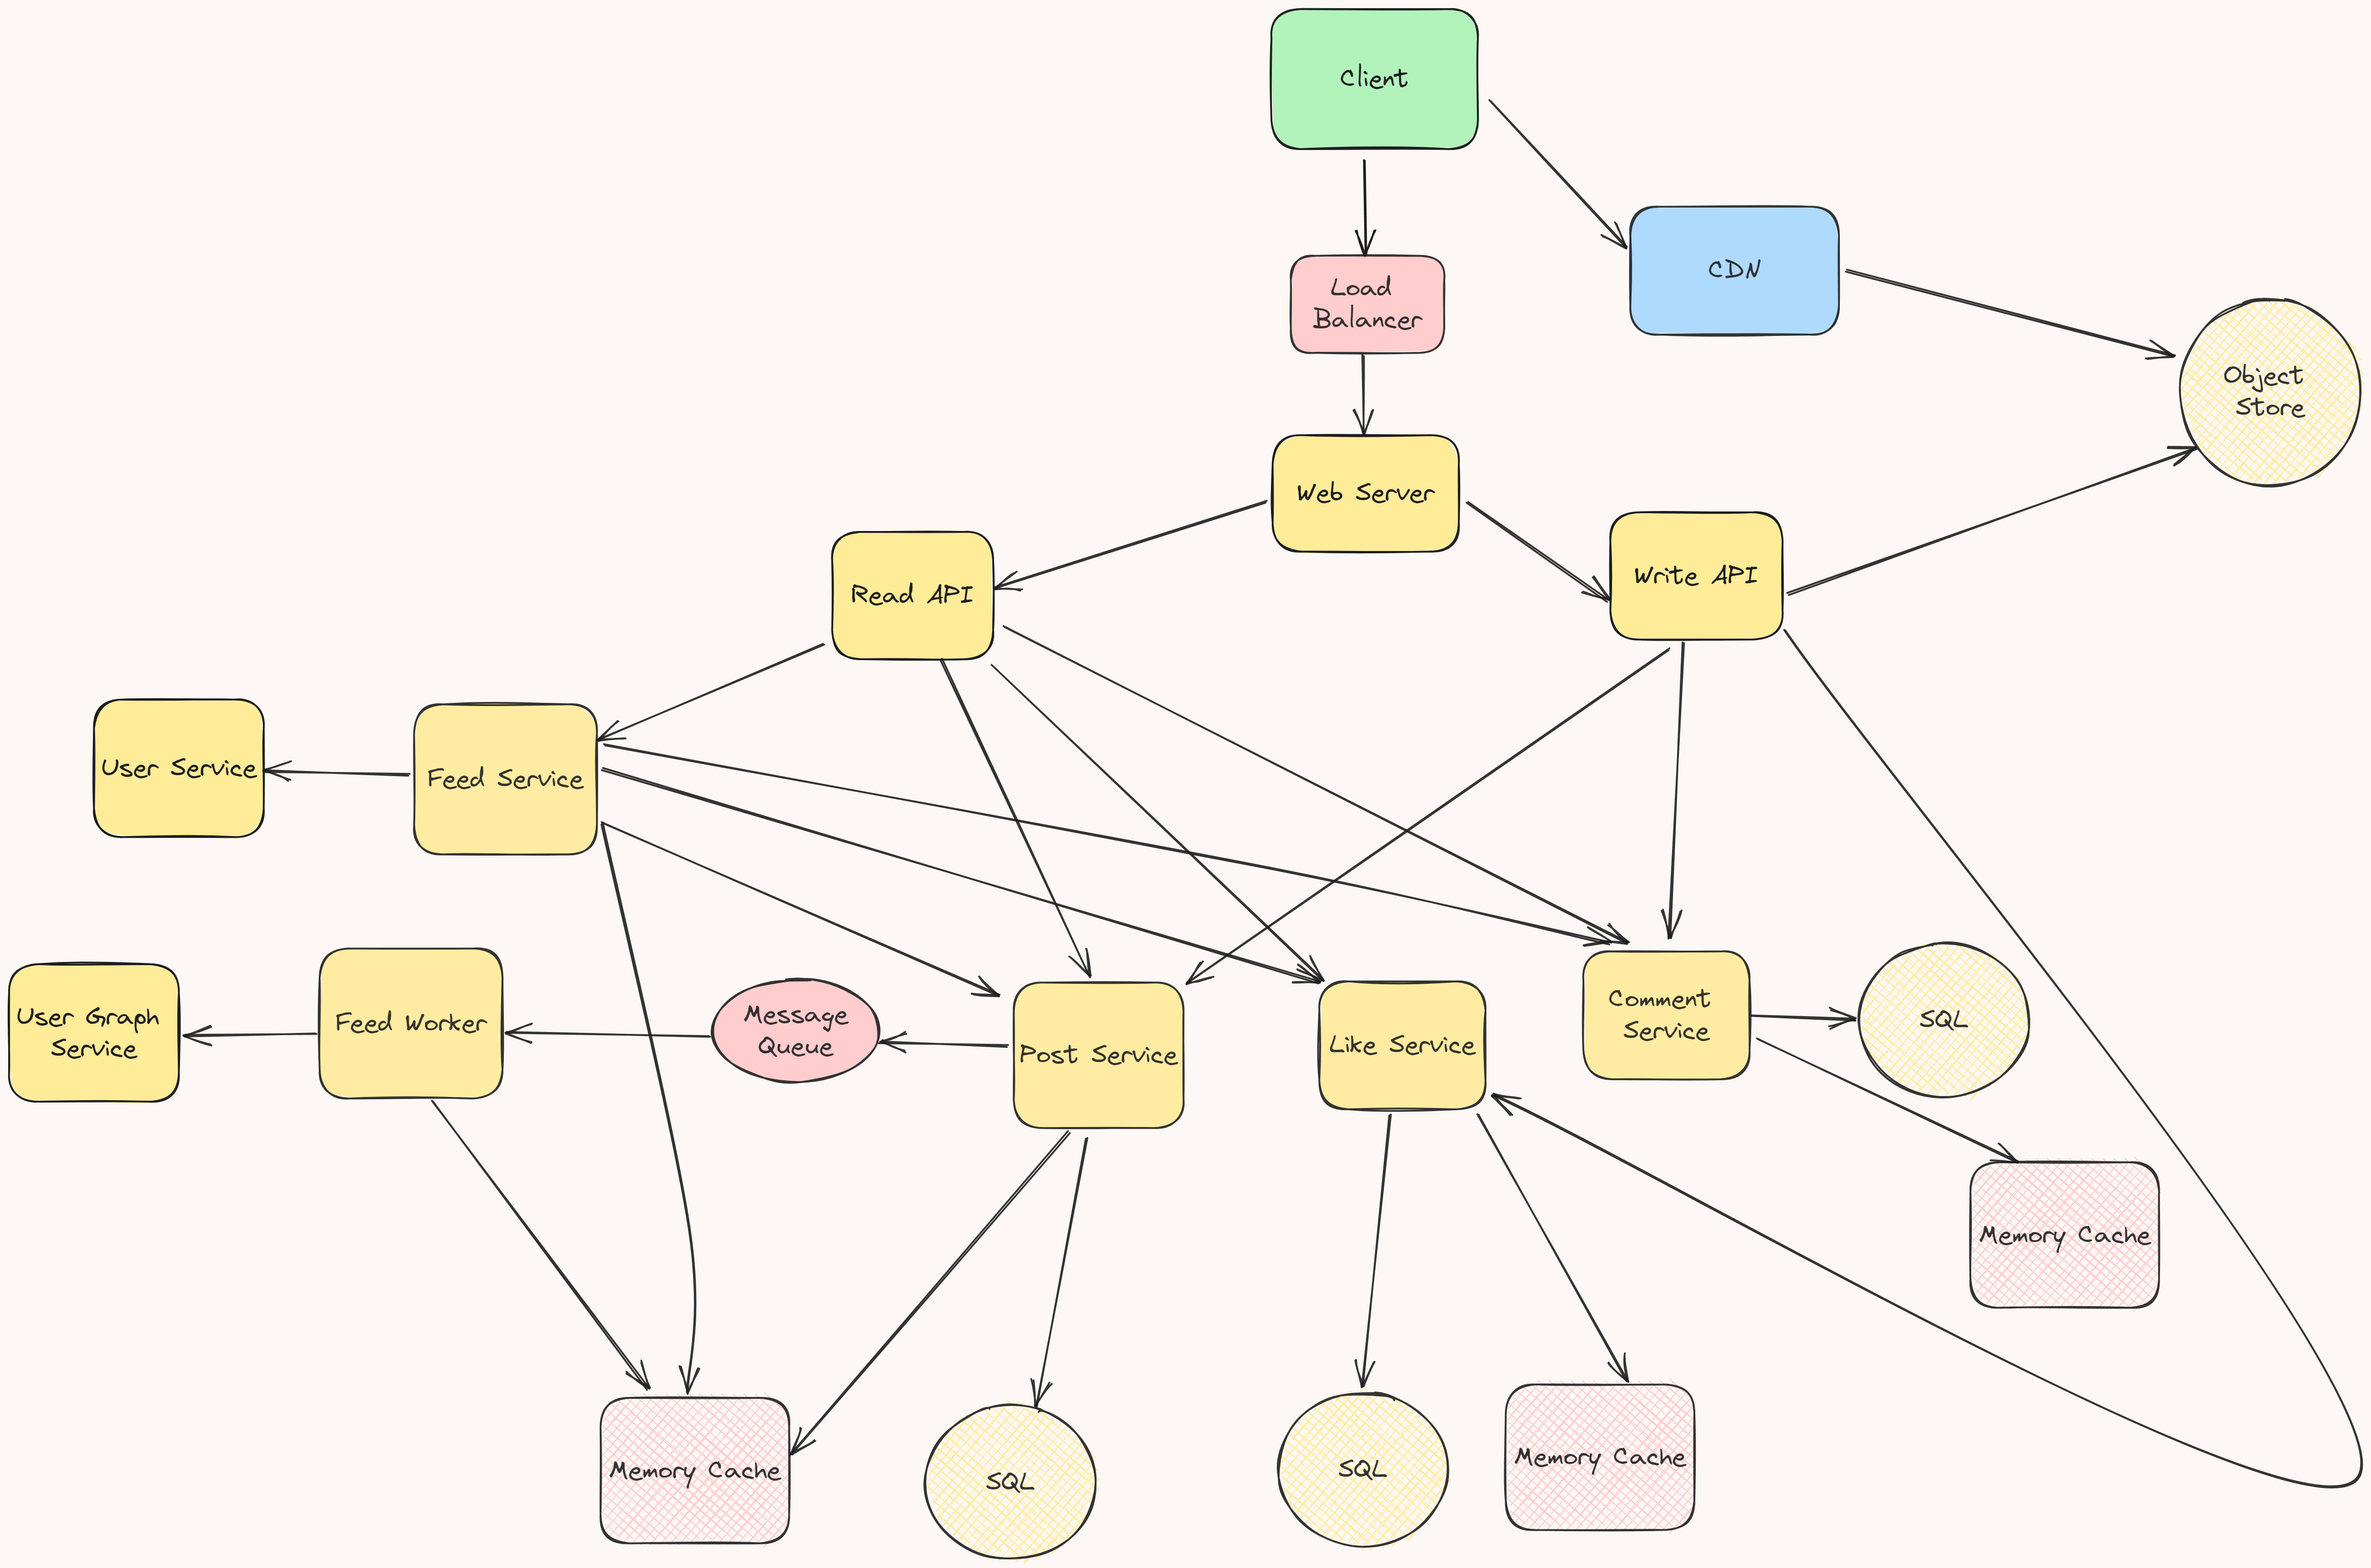 Client
CDN
Load
Balancer
Object
Store
Web Server
Write API
Read API
User Service
Feed Service
User Graph
Service
Feed Worker
Message
Queue
Post Service
Like Service
Comment
Service
SQL
Memory Cache
Memory Cache
SQL
SQL
Memory Cache